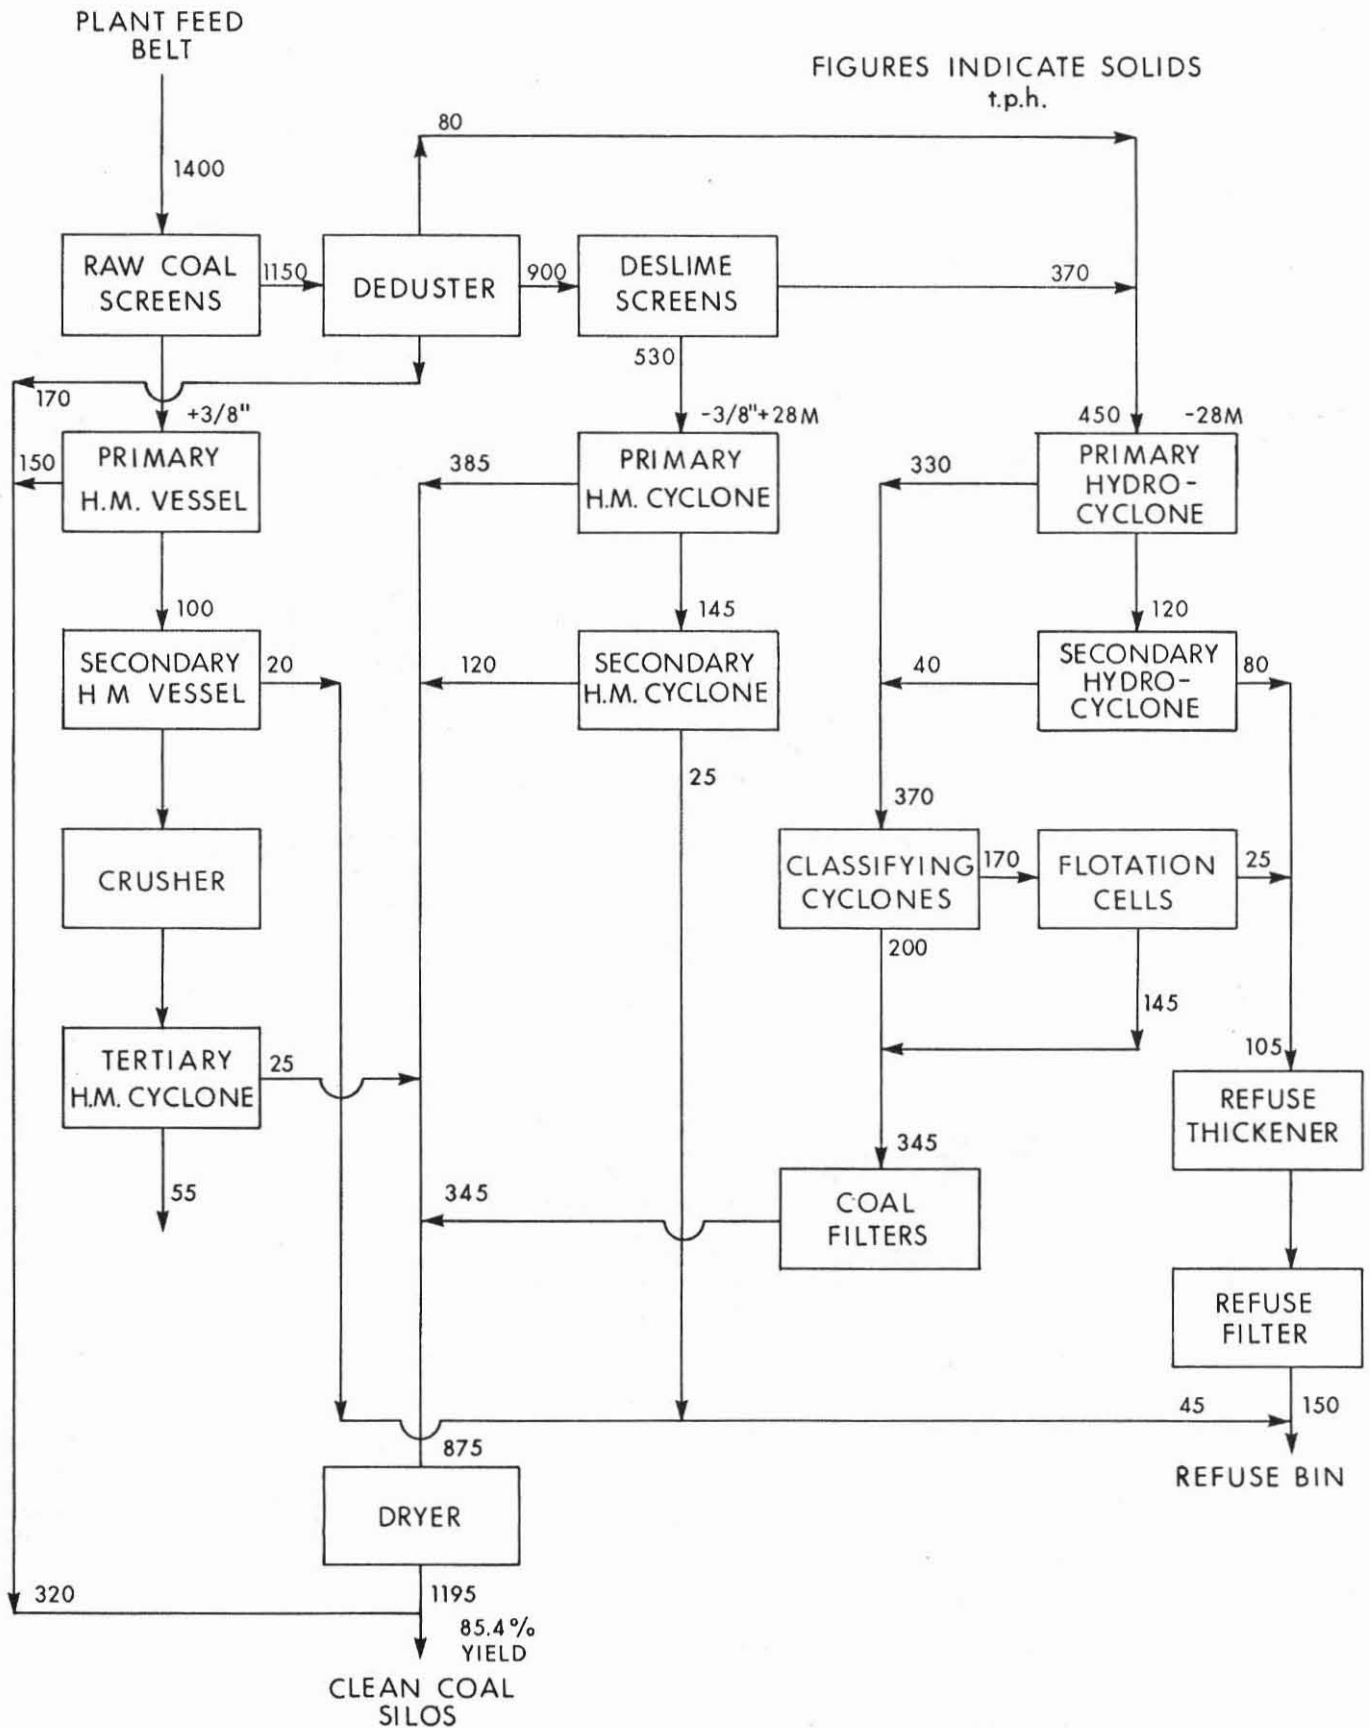 PLANT FEED
BELT
FIGURES INDICATE SOLIDS
t.p.h.
80
1400
RAW COAL
SCREENS
1150
DEDUSTER
900
DESLIME
SCREENS
370
530
170
+3/8"
-3/8"+28M
450
-28M
150
PRIMARY
H.M. VESSEL
385
PRIMARY
H.M. CYCLONE
330
PRIMARY
HYDRO-
CYCLONE
100
145
120
SECONDARY
H M VESSEL
20
120
SECONDARY
H.M. CYCLONE
40
SECONDARY
HYDRO-
CYCLONE
80
25
370
CRUSHER
CLASSIFYING
CYCLONES
170
FLOTATION
CELLS
25
200
145
TERTIARY
H.M. CYCLONE
25
105
REFUSE
THICKENER
55
345
345
COAL
FILTERS
REFUSE
FILTER
45
150
875
REFUSE BIN
DRYER
320
1195
85.4%
YIELD
CLEAN COAL
SILOS